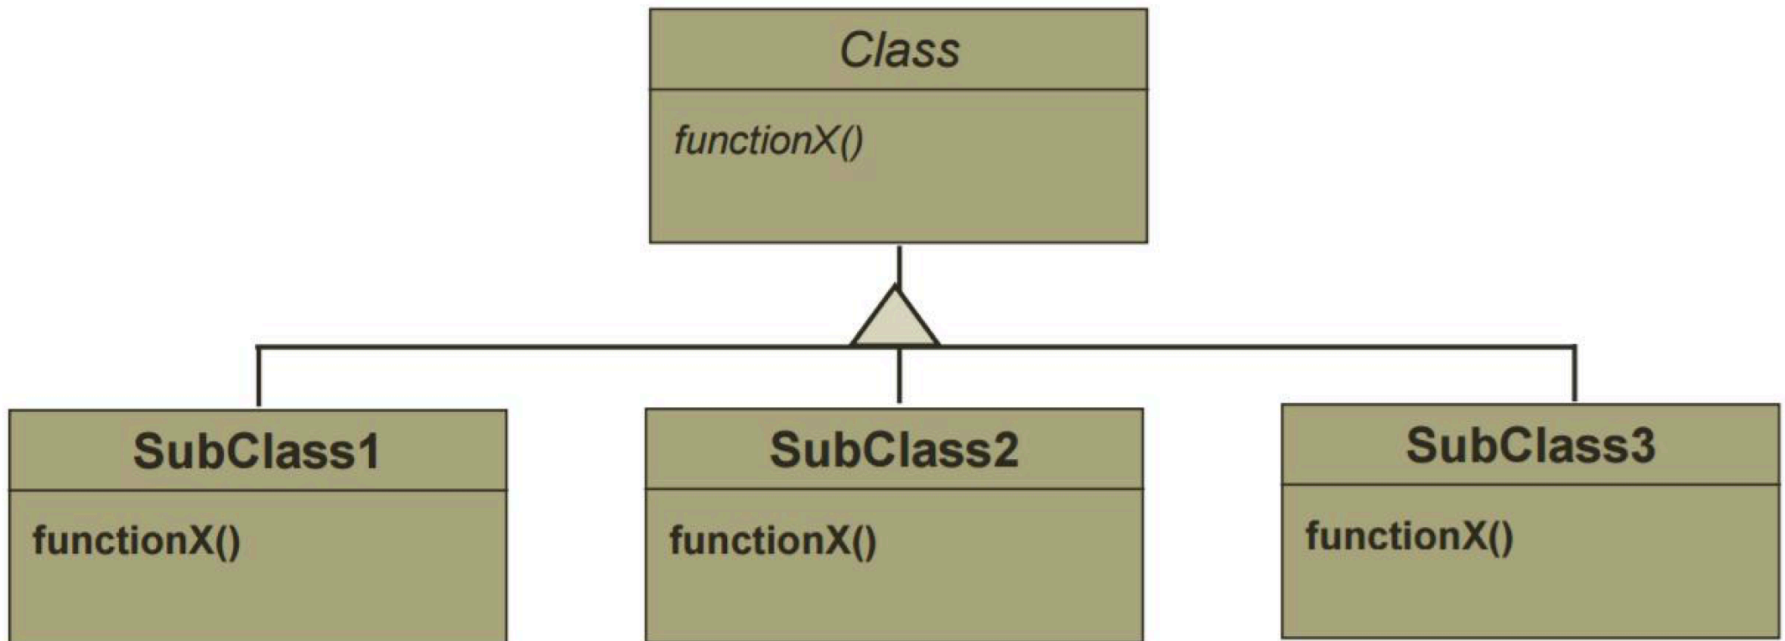 Class
functionX()
SubClass1
functionX()
SubClass2
functionX()
SubClass3
functionX()